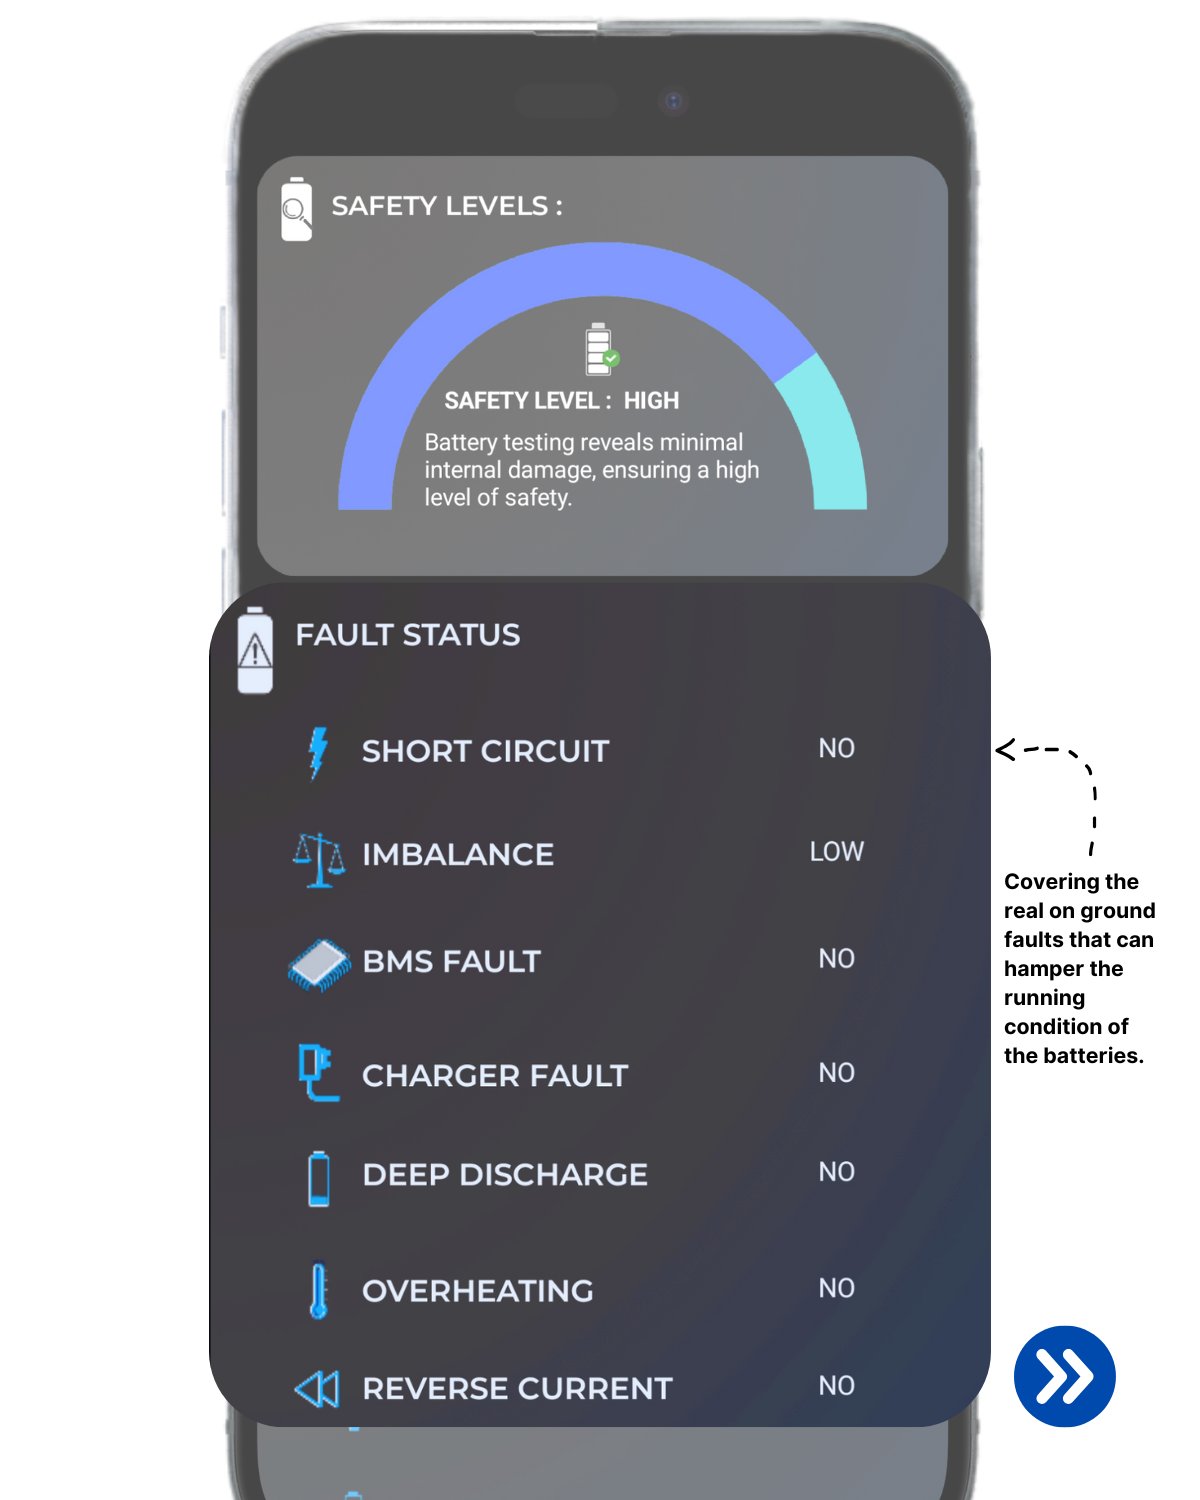 SAFETY LEVELS :
SAFETY LEVEL :  HIGH
Battery testing reveals minimal
internal damage, ensuring a high
level of safety.
FAULT STATUS
SHORT CIRCUIT NO
IMBALANCE LOW
BMS FAULT NO
CHARGER FAULT NO
DEEP DISCHARGE NO
OVERHEATING NO
REVERSE CURRENT NO
Covering the
real on ground
faults that can
hamper the
running
condition of
the batteries.